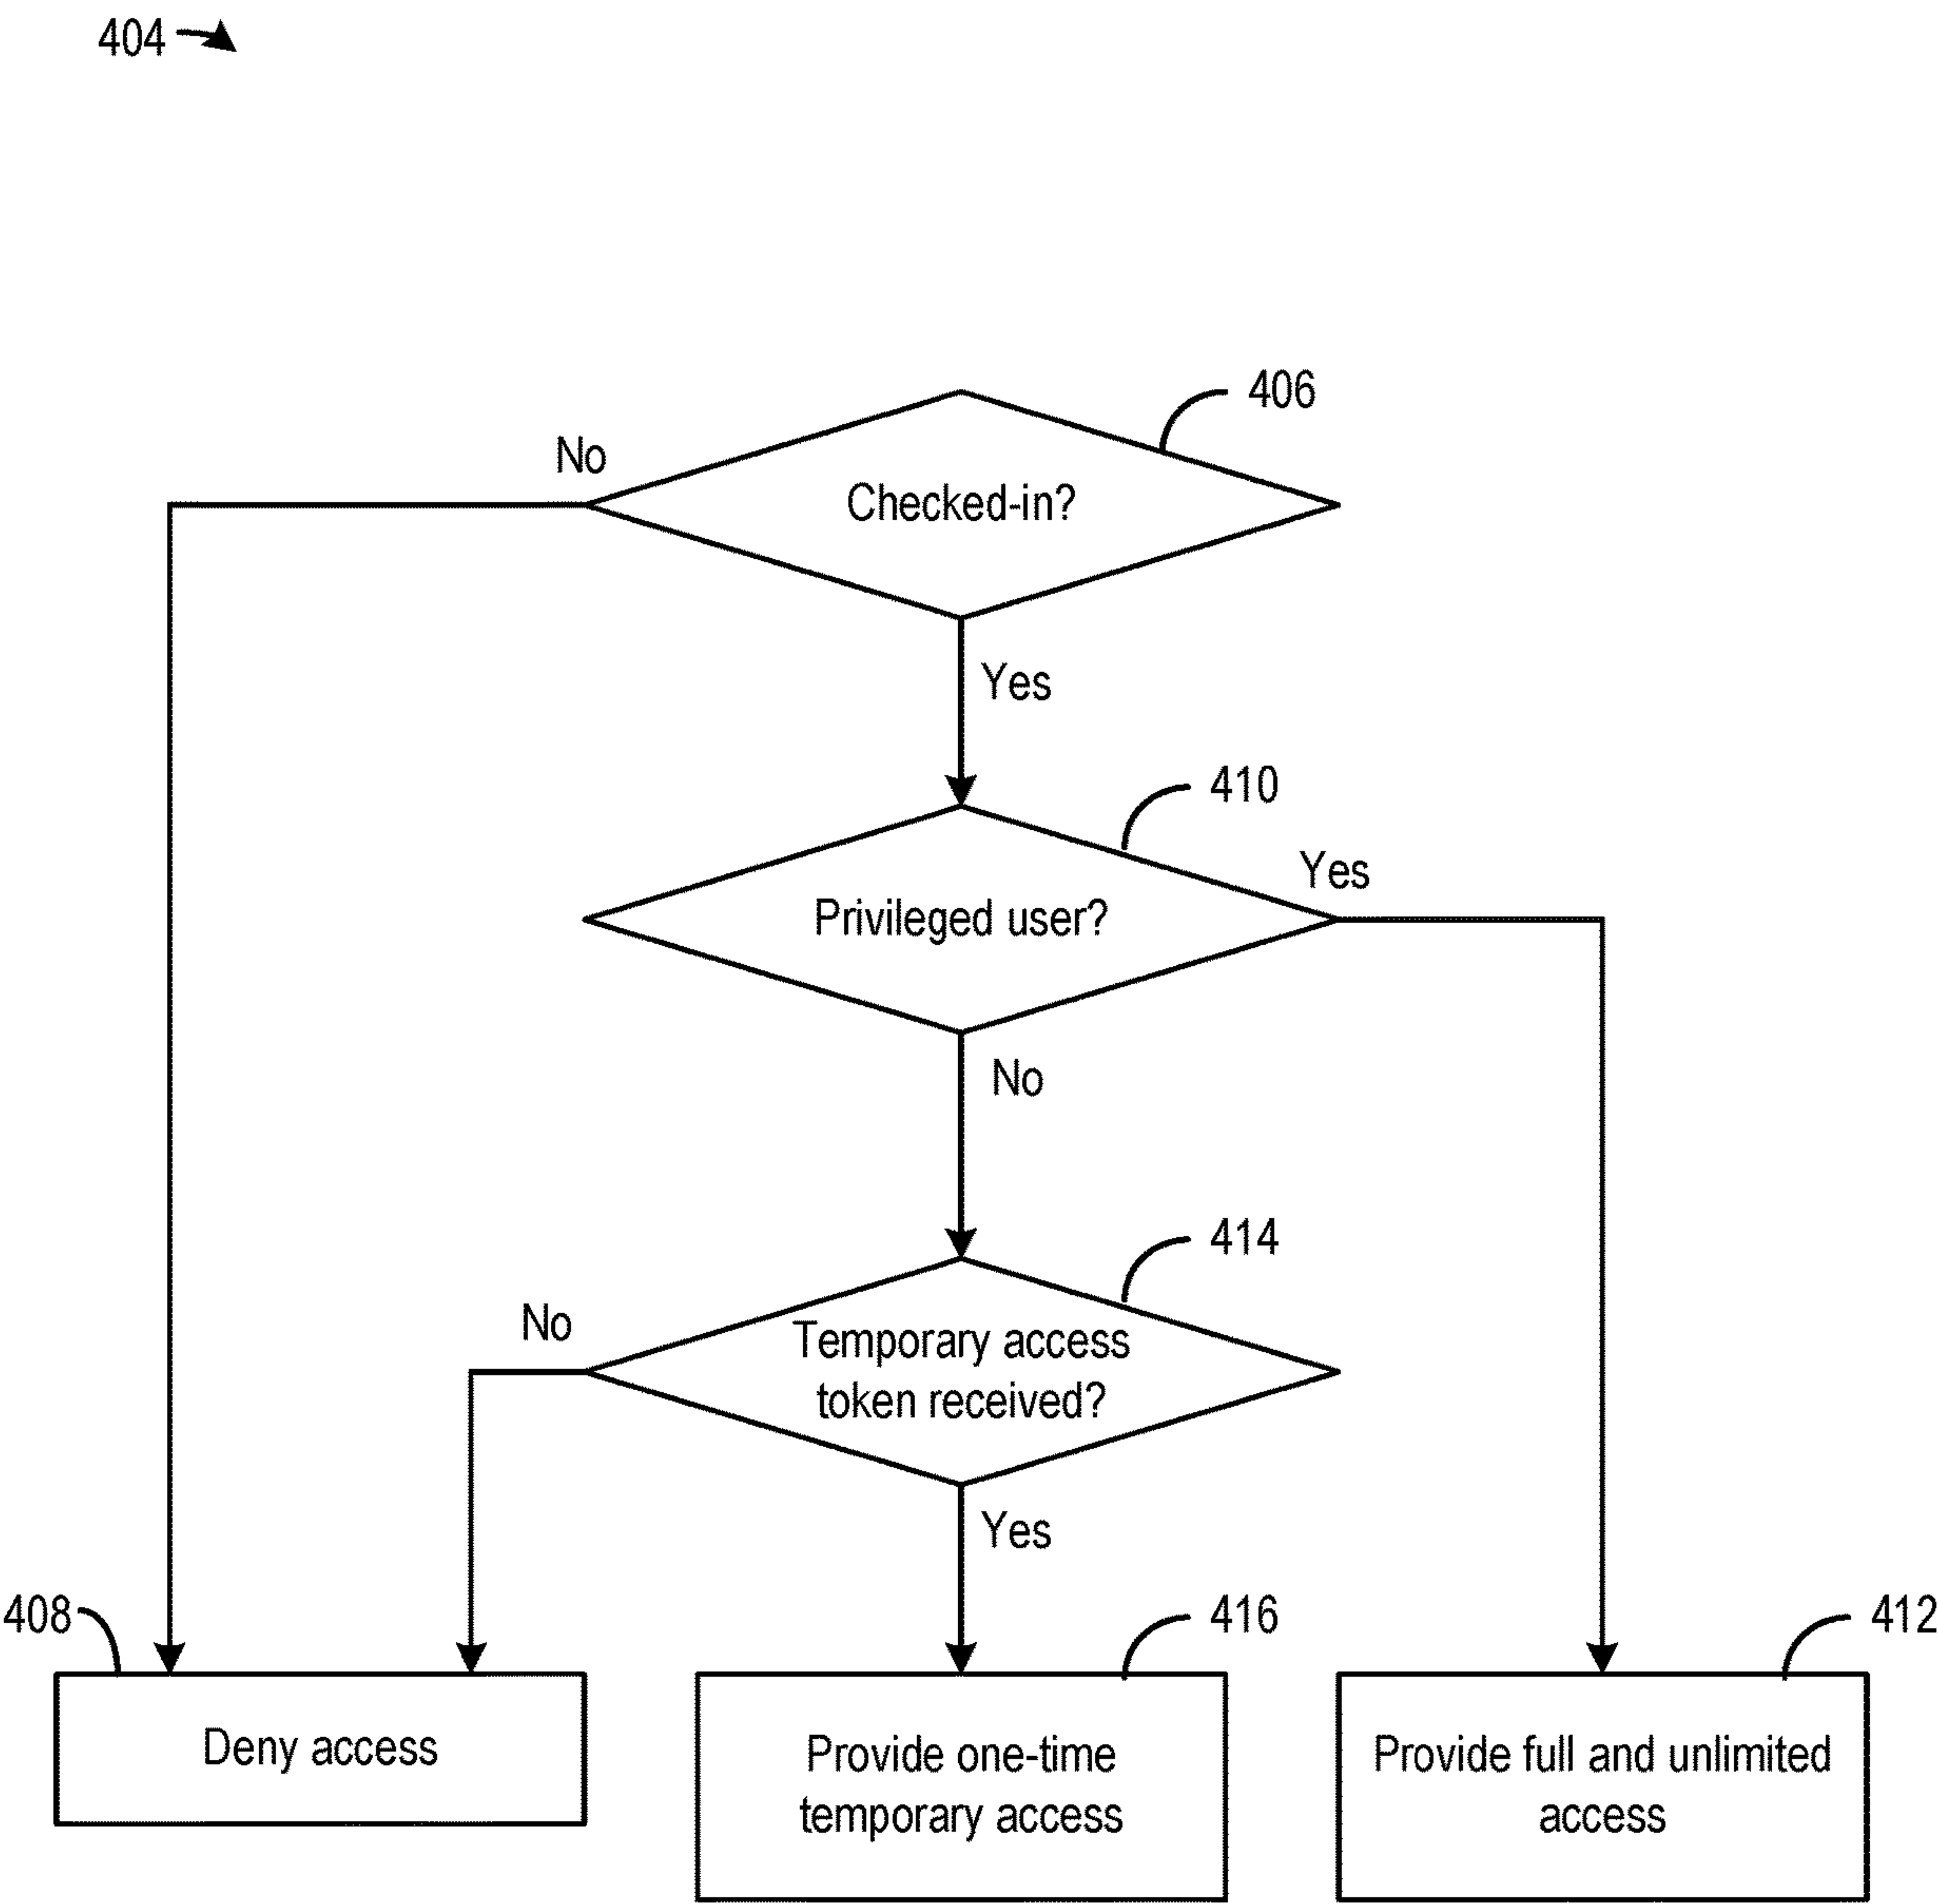 404
406
No
Checked-in?
Yes
410
Yes
Privileged user?
No
414
No
Temporary access
token received?
Yes
408
416
412
Deny access
Provide one-time
temporary access
Provide full and unlimited
access